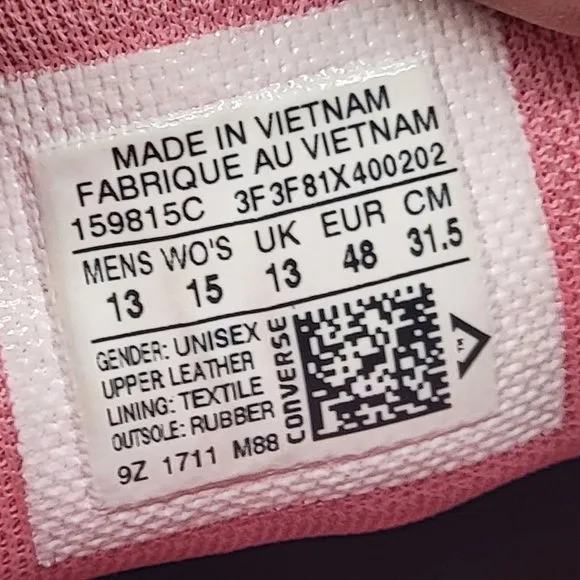 MADE IN VIETNAM
FABRIQUE AU VIETNAM
159815C 3F3F81X400202
MENS WO'S UK EUR CM
13 15 13 48 31.5
GENDER: UNISEX
UPPER LEATHER
LINING: TEXTILE
OUTSOLE: RUBBER
9Z 1711 M88
CONVERSE
TM